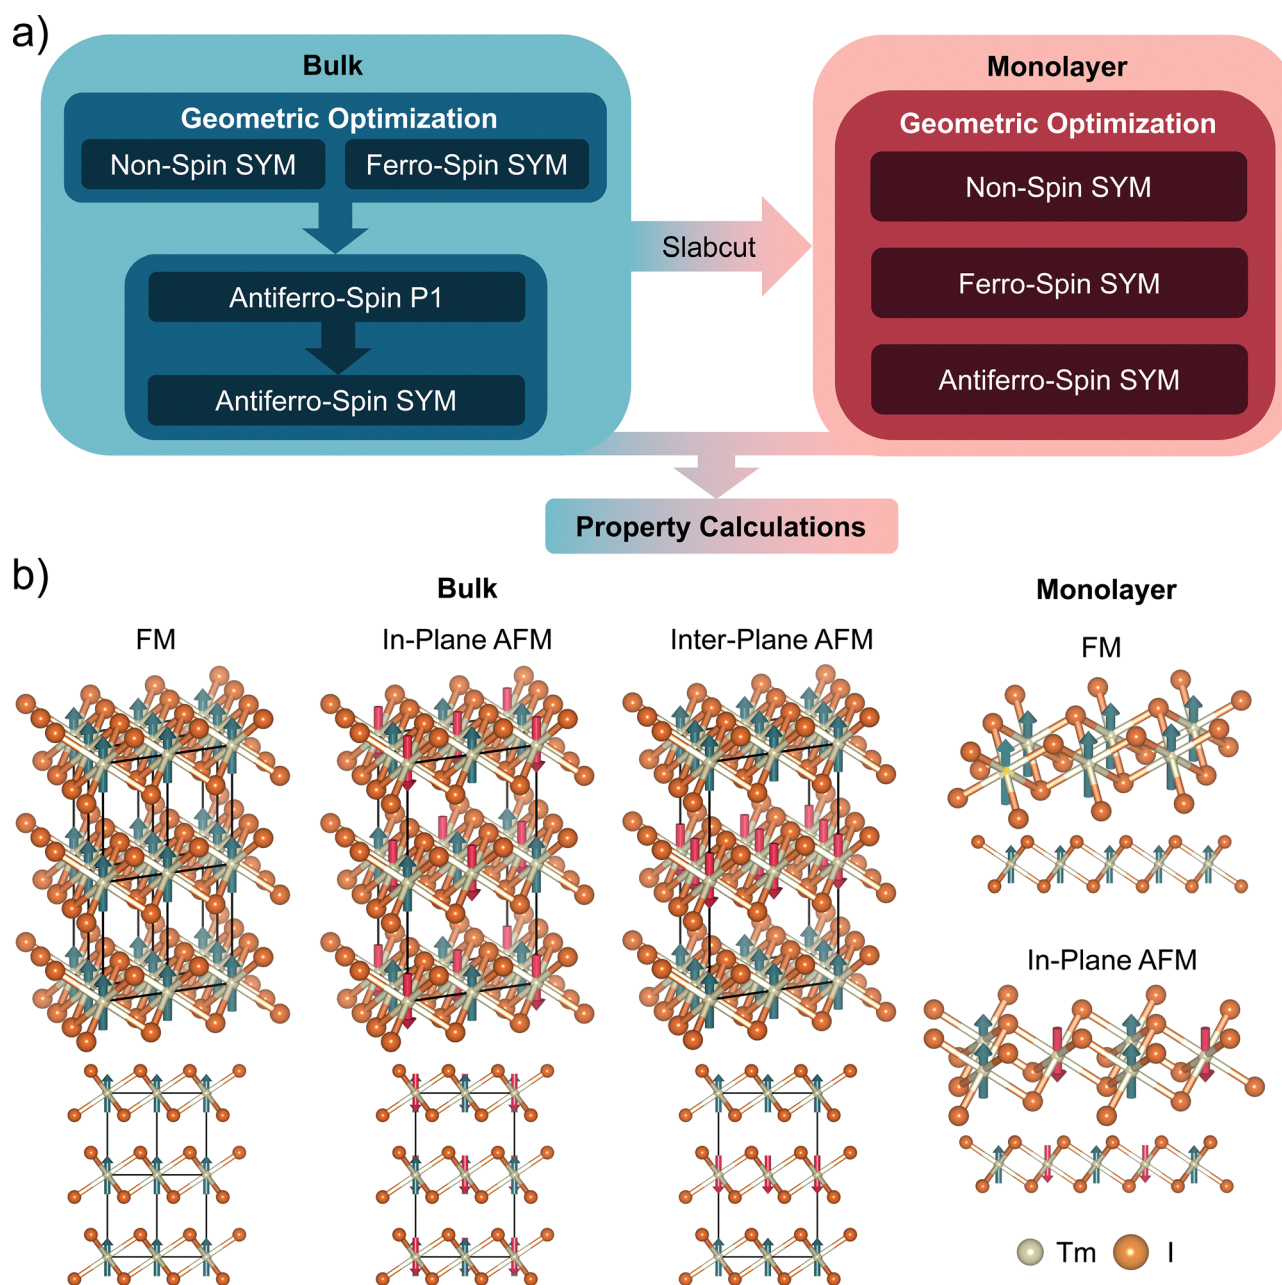 a)
Bulk
Geometric Optimization
Non-Spin SYM
Ferro-Spin SYM
Antiferro-Spin P1
Antiferro-Spin SYM
Slabcut
Monolayer
Geometric Optimization
Non-Spin SYM
Ferro-Spin SYM
Antiferro-Spin SYM
Property Calculations
b)
Bulk
Monolayer
FM
In-Plane AFM
Inter-Plane AFM
FM
In-Plane AFM
Tm
I